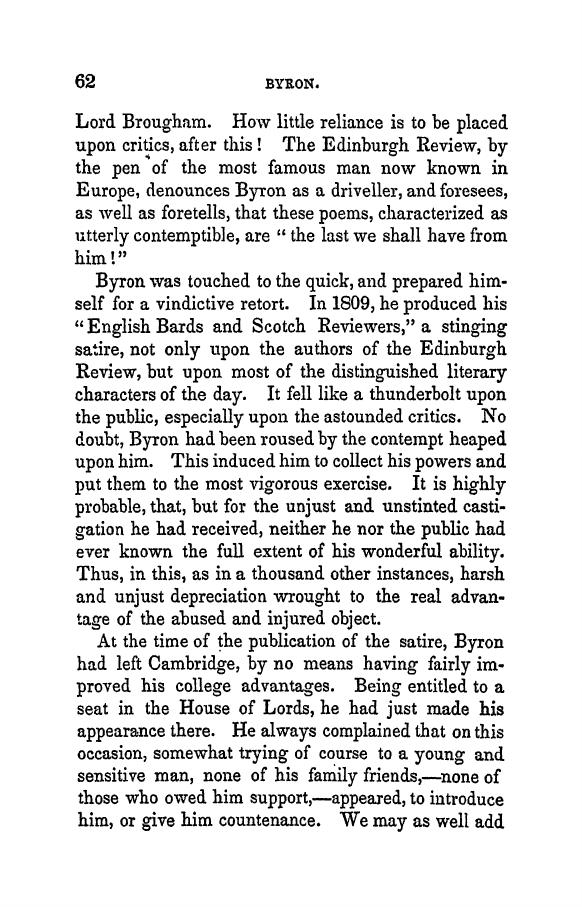 62 BYRON.
Lord Brougham. How little reliance is to be placed
upon critics, after this! The Edinburgh Review, by
the pen of the most famous man now known in
Europe, denounces Byron as a driveller, and foresees,
as well as foretells, that these poems, characterized as
utterly contemptible, are “the last we shall have from
him!”
Byron was touched to the quick, and prepared him-
self for a vindictive retort. In 1809, he produced his
“English Bards and Scotch Reviewers,” a stinging
satire, not only upon the authors of the Edinburgh
Review, but upon most of the distinguished literary
characters of the day. It fell like a thunderbolt upon
the public, especially upon the astounded critics. No
doubt, Byron had been roused by the contempt heaped
upon him. This induced him to collect his powers and
put them to the most vigorous exercise. It is highly
probable, that, but for the unjust and unstinted casti-
gation he had received, neither he nor the public had
ever known the full extent of his wonderful ability.
Thus, in this, as in a thousand other instances, harsh
and unjust depreciation wrought to the real advan-
tage of the abused and injured object.
At the time of the publication of the satire, Byron
had left Cambridge, by no means having fairly im-
proved his college advantages. Being entitled to a
seat in the House of Lords, he had just made his
appearance there. He always complained that on this
occasion, somewhat trying of course to a young and
sensitive man, none of his family friends,—none of
those who owed him support,—appeared, to introduce
him, or give him countenance. We may as well add